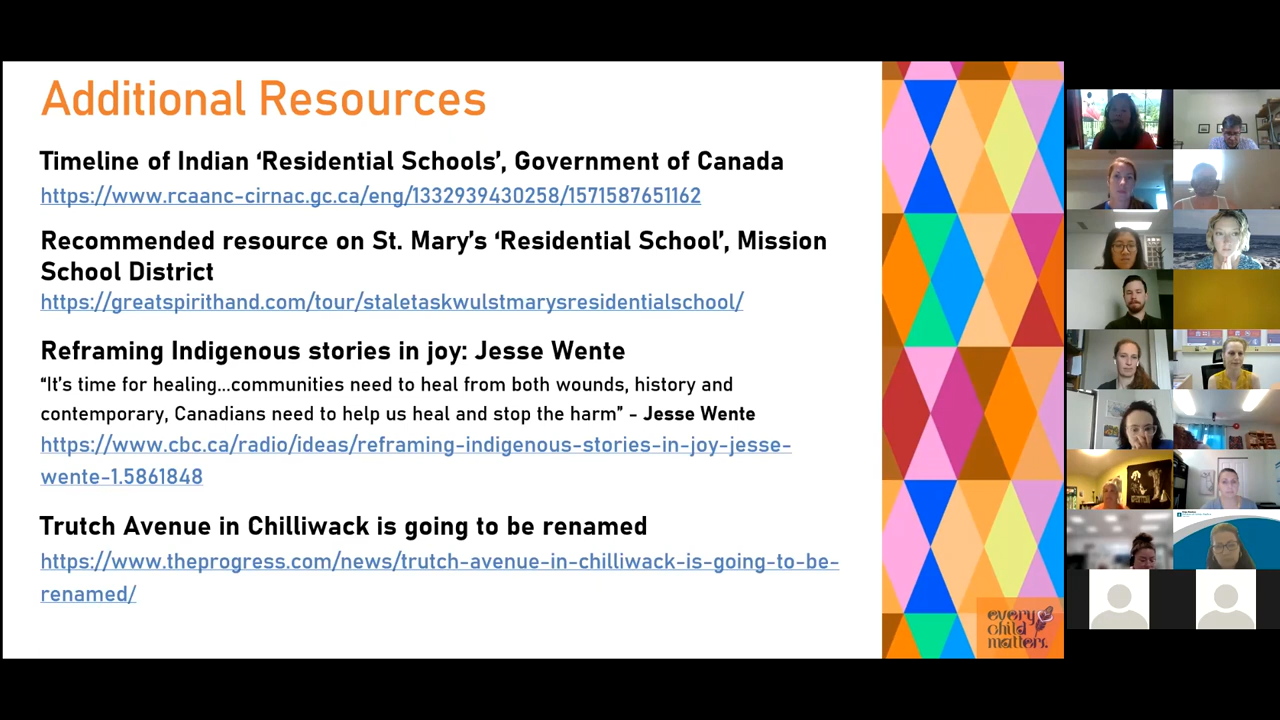 Additional Resources
Timeline of Indian ‘Residential Schools’, Government of Canada
https://www.rcaanc-cirnac.gc.ca/eng/1332939430258/1571587651162
Recommended resource on St. Mary’s ‘Residential School’, Mission
School District
https://greatspirithand.com/tour/staletaskwulstmarysresidentialschool/
Reframing Indigenous stories in joy: Jesse Wente
“It’s time for healing...communities need to heal from both wounds, history and
contemporary, Canadians need to help us heal and stop the harm” - Jesse Wente
https://www.cbc.ca/radio/ideas/reframing-indigenous-stories-in-joy-jesse-
wente-1.5861848
Trutch Avenue in Chilliwack is going to be renamed
https://www.theprogress.com/news/trutch-avenue-in-chilliwack-is-going-to-be-
renamed/
every
child
matters.